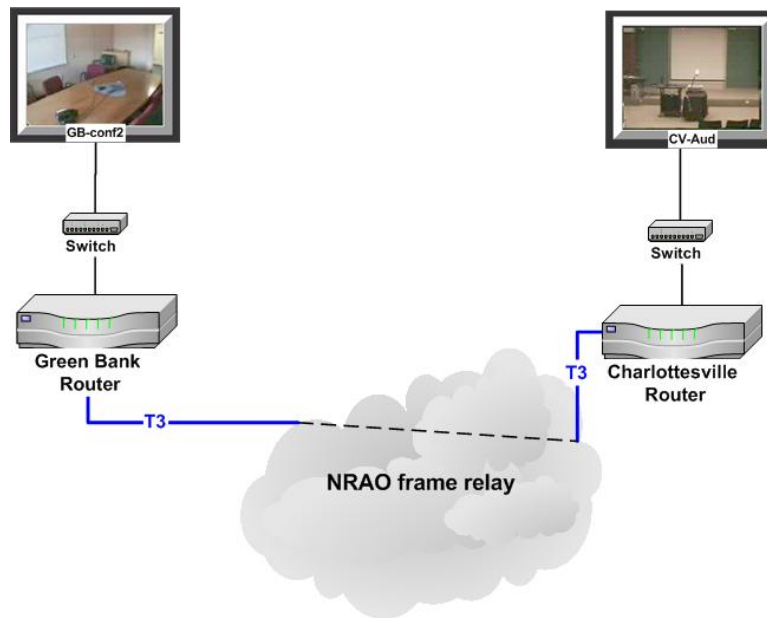 GB-conf2
CV-Aud
Switch
Switch
Green Bank
Router
Charlottesville
Router
T3
T3
NRAO frame relay